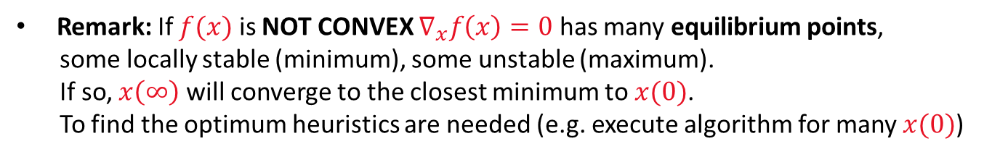 • Remark: If f(x) is NOT CONVEX ∇ₓf(x) = 0 has many equilibrium points,
some locally stable (minimum), some unstable (maximum).
If so, x(∞) will converge to the closest minimum to x(0).
To find the optimum heuristics are needed (e.g. execute algorithm for many x(0))